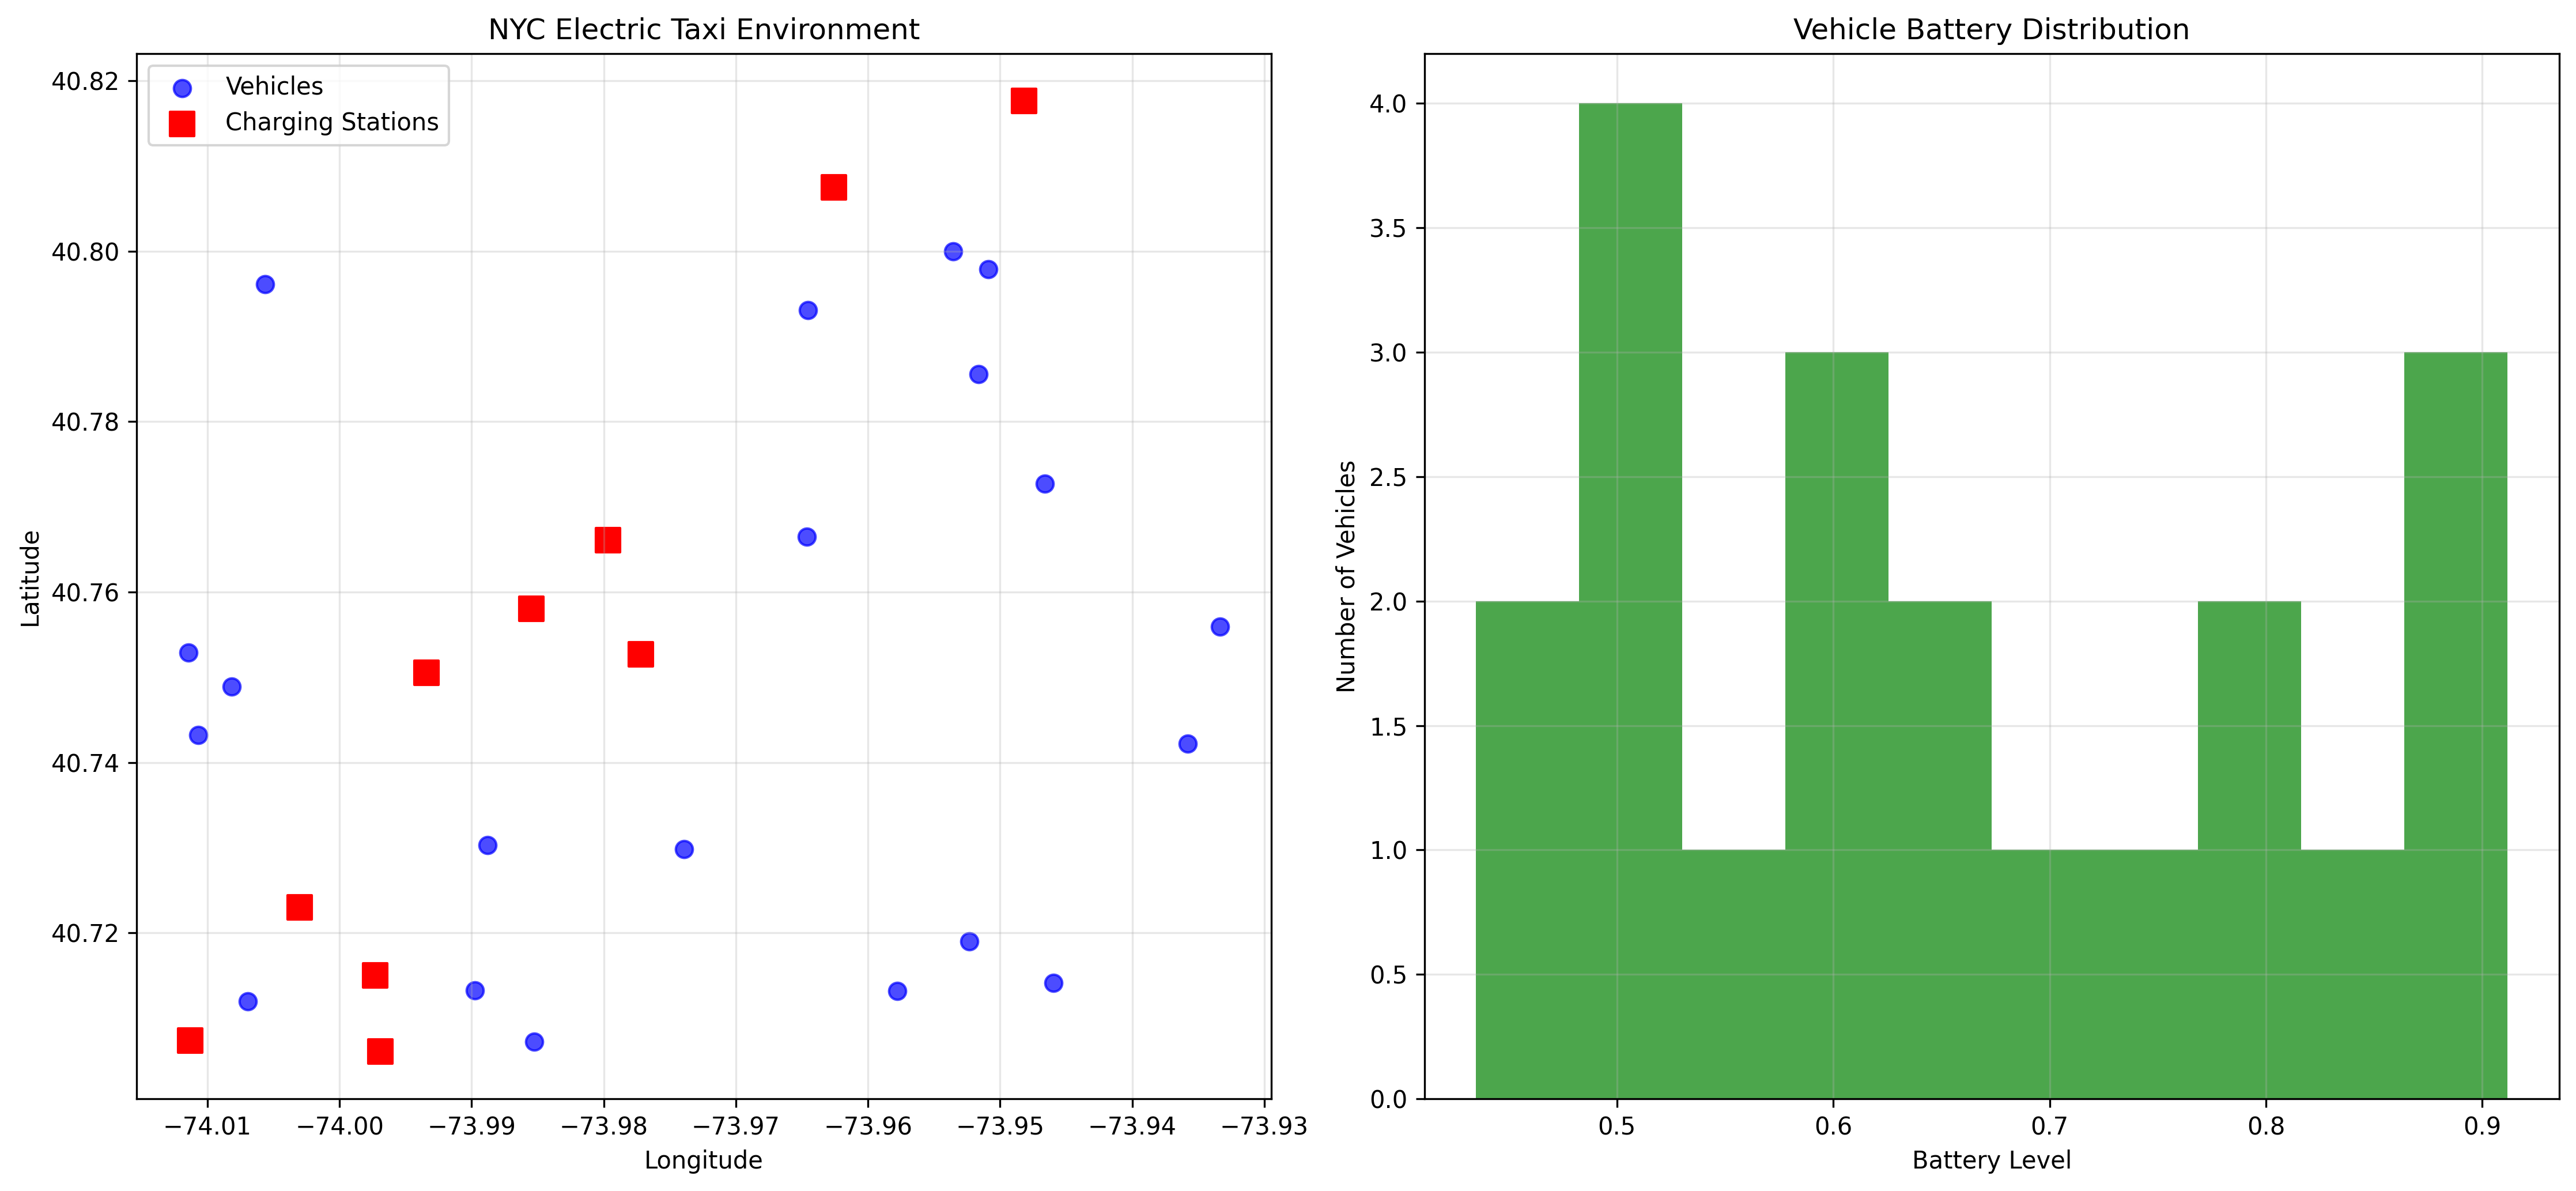 NYC Electric Taxi Environment
Vehicles
Charging Stations
40.82
40.80
40.78
40.76
40.74
40.72
Latitude
−74.01 −74.00 −73.99 −73.98 −73.97 −73.96 −73.95 −73.94 −73.93
Longitude
Vehicle Battery Distribution
4.0
3.5
3.0
2.5
2.0
1.5
1.0
0.5
0.0
Number of Vehicles
0.5 0.6 0.7 0.8 0.9
Battery Level